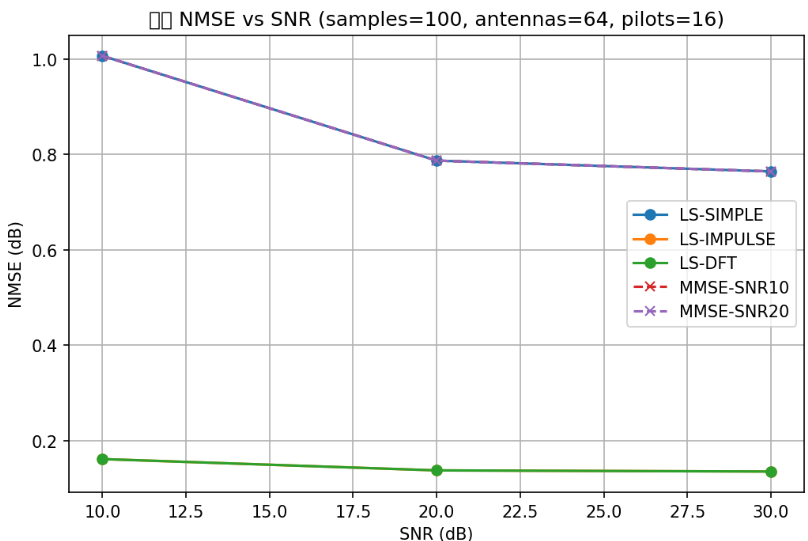 NMSE vs SNR (samples=100, antennas=64, pilots=16)
NMSE (dB)
1.0
0.8
0.6
0.4
0.2
LS-SIMPLE
LS-IMPULSE
LS-DFT
MMSE-SNR10
MMSE-SNR20
10.0 12.5 15.0 17.5 20.0 22.5 25.0 27.5 30.0
SNR (dB)